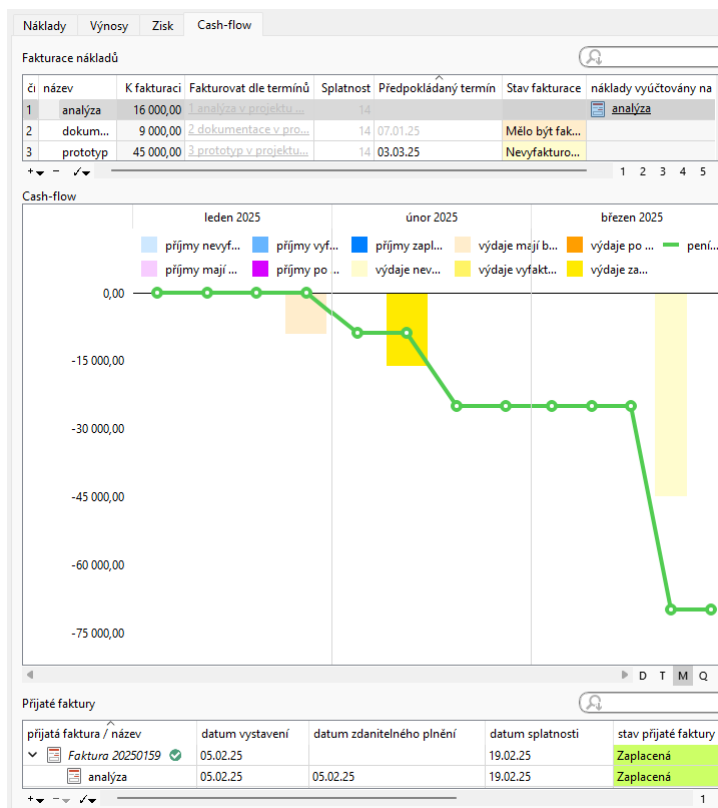 Náklady Výnosy Zisk Cash-flow
Fakturace nákladů
čí název K fakturaci Fakturovat dle termínů Splatnost Předpokládaný termín Stav fakturace náklady vyúčtovány na
1 analýza 16 000,00 1 analýza v projektu ... 14 analýza
2 dokum... 9 000,00 2 dokumentace v pro... 14 07.01.25 Mělo být fak...
3 prototyp 45 000,00 3 prototyp v projektu... 14 03.03.25 Nevyfakturo...
1 2 3 4 5
Cash-flow
leden 2025 únor 2025 březen 2025
příjmy nevyf... příjmy vyf... příjmy zapl... výdaje mají b... výdaje po ... pení...
příjmy mají ... příjmy po ... výdaje nev... výdaje vyfakt... výdaje za...
0,00
-15 000,00
-30 000,00
-45 000,00
-60 000,00
-75 000,00
D T M Q
Přijaté faktury
přijatá faktura / název datum vystavení datum zdanitelného plnění datum splatnosti stav přijaté faktury
Faktura 20250159 05.02.25 19.02.25 Zaplacená
analýza 05.02.25 05.02.25 19.02.25 Zaplacená
1